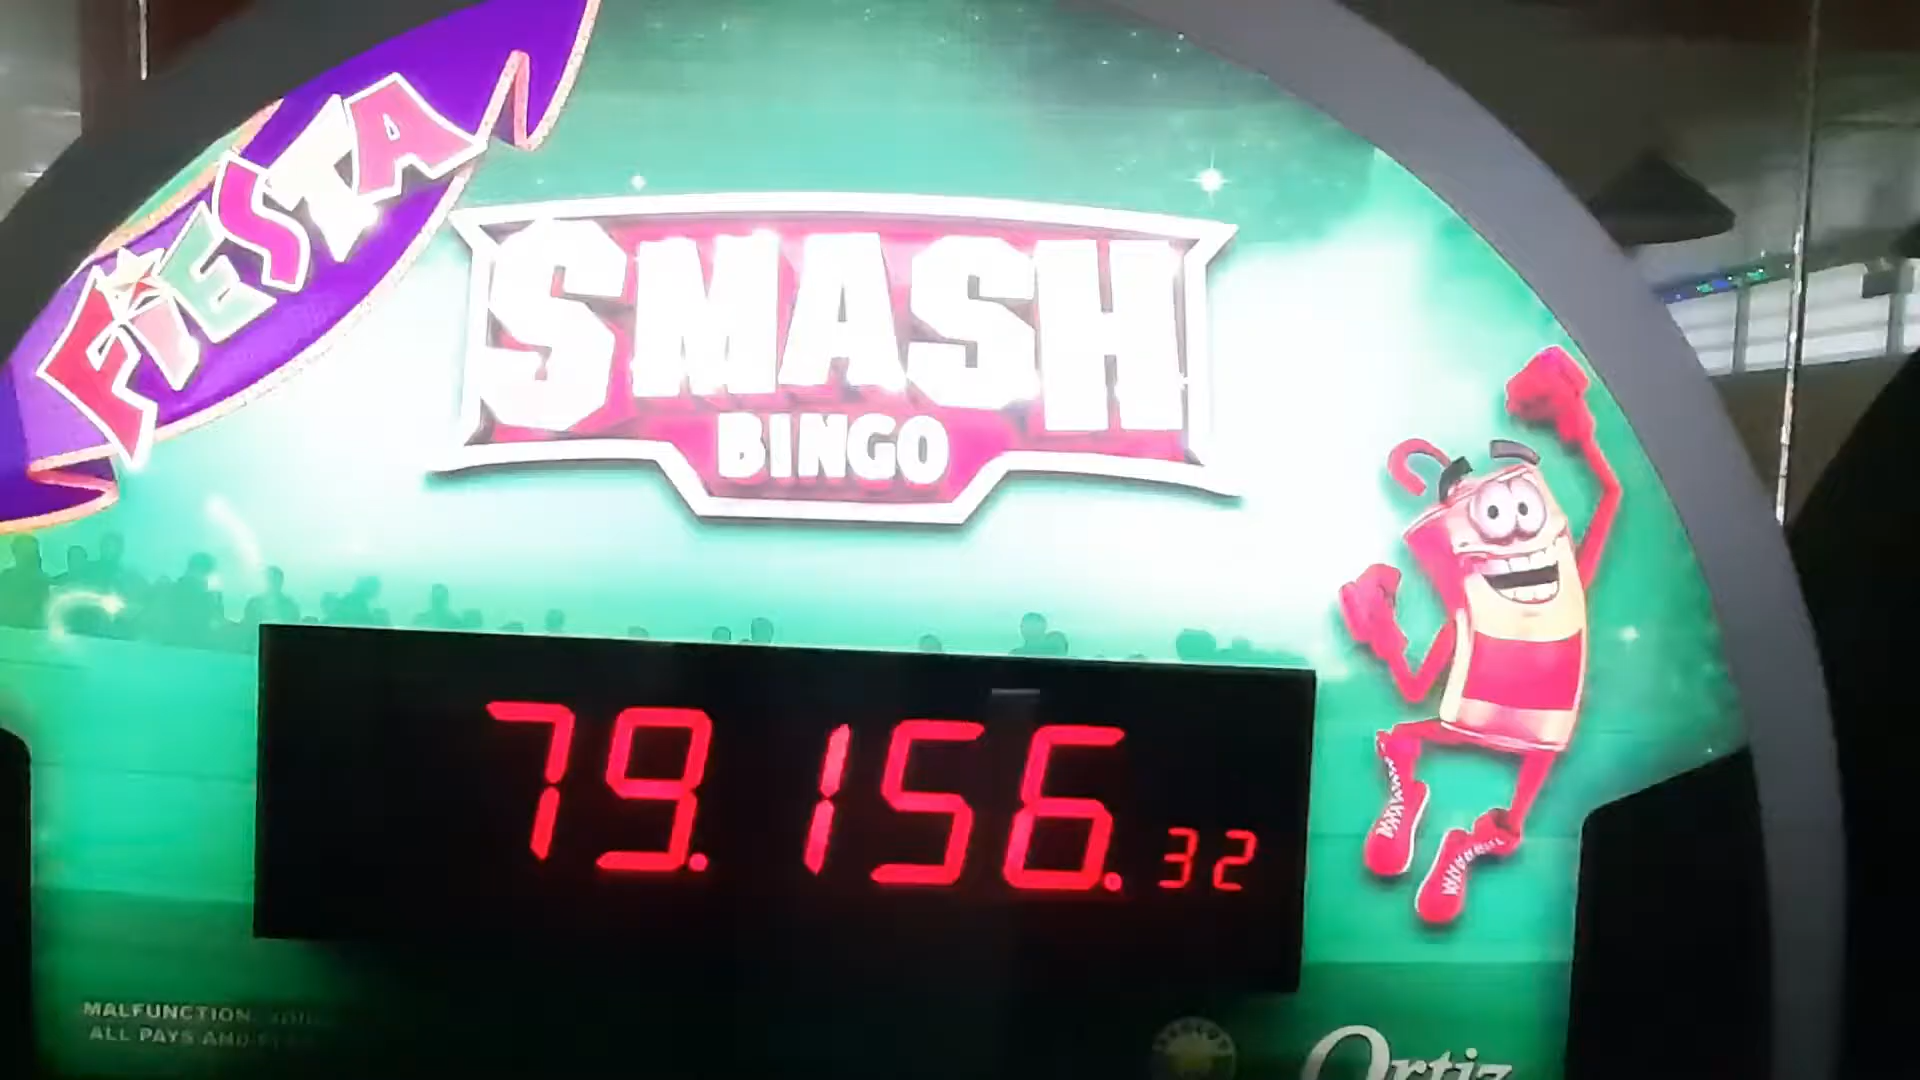 FIESTA
SMASH
BINGO
79.156.32
MALFUNCTION
ALL PAYS AND
Ortiz